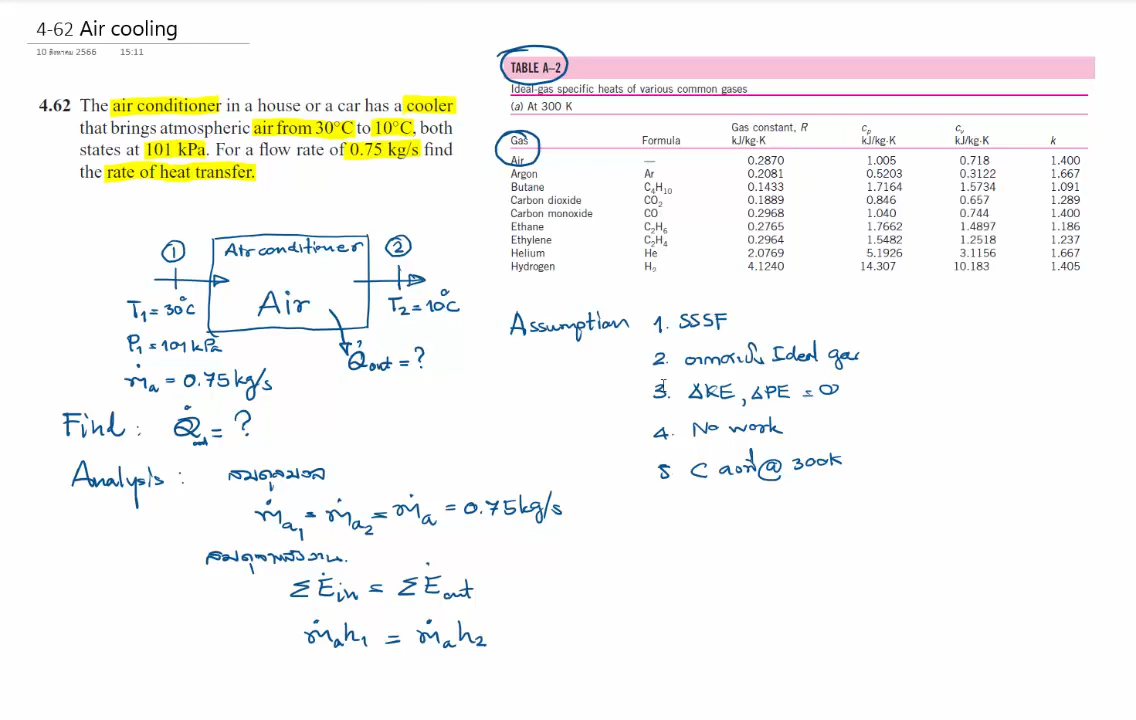 4-62 Air cooling
10 สิงหาคม 2566 15:11
4.62 The air conditioner in a house or a car has a cooler
that brings atmospheric air from 30°C to 10°C, both
states at 101 kPa. For a flow rate of 0.75 kg/s find
the rate of heat transfer.
TABLE A–2
Ideal-gas specific heats of various common gases
(a) At 300 K
Gas Formula Gas constant, R kJ/kg·K cp kJ/kg·K cv kJ/kg·K k
Air — 0.2870 1.005 0.718 1.400
Argon Ar 0.2081 0.5203 0.3122 1.667
Butane C4H10 0.1433 1.7164 1.5734 1.091
Carbon dioxide CO2 0.1889 0.846 0.657 1.289
Carbon monoxide CO 0.2968 1.040 0.744 1.400
Ethane C2H6 0.2765 1.7662 1.4897 1.186
Ethylene C2H4 0.2964 1.5482 1.2518 1.237
Helium He 2.0769 5.1926 3.1156 1.667
Hydrogen H2 4.1240 14.307 10.183 1.405
① Air conditioner ②
Air
T1 = 30°C
T2 = 10°C
P1 = 101 kPa
Q̇out = ?
ṁa = 0.75 kg/s
Find : Q̇out = ?
Analysis :
สมดุลมวล
ṁa1 = ṁa2 = ṁa = 0.75 kg/s
สมดุลพลังงาน
ΣĖin = ΣĖout
ṁah1 = ṁah2
Assumption 1. SSSF
2. อากาศเป็น Ideal gas
3. ΔKE, ΔPE = 0
4. No work
5 C คงที่ @ 300K